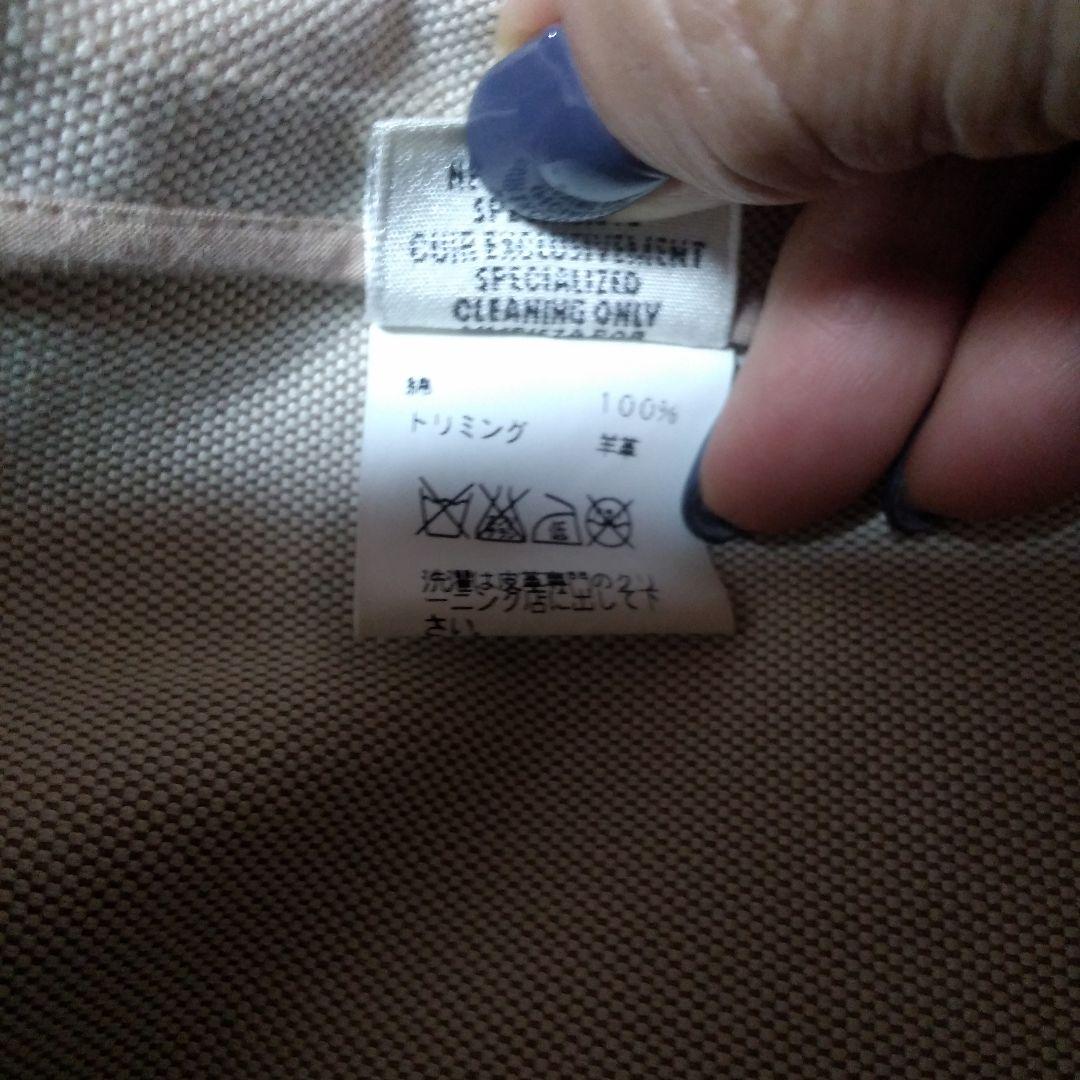 CUIR EXCLUSIVEMENT
SPECIALIZED
CLEANING ONLY
綿 100%
トリミング 羊革
低
洗濯は皮革専門のクリ
ーニング店に出して下
さい